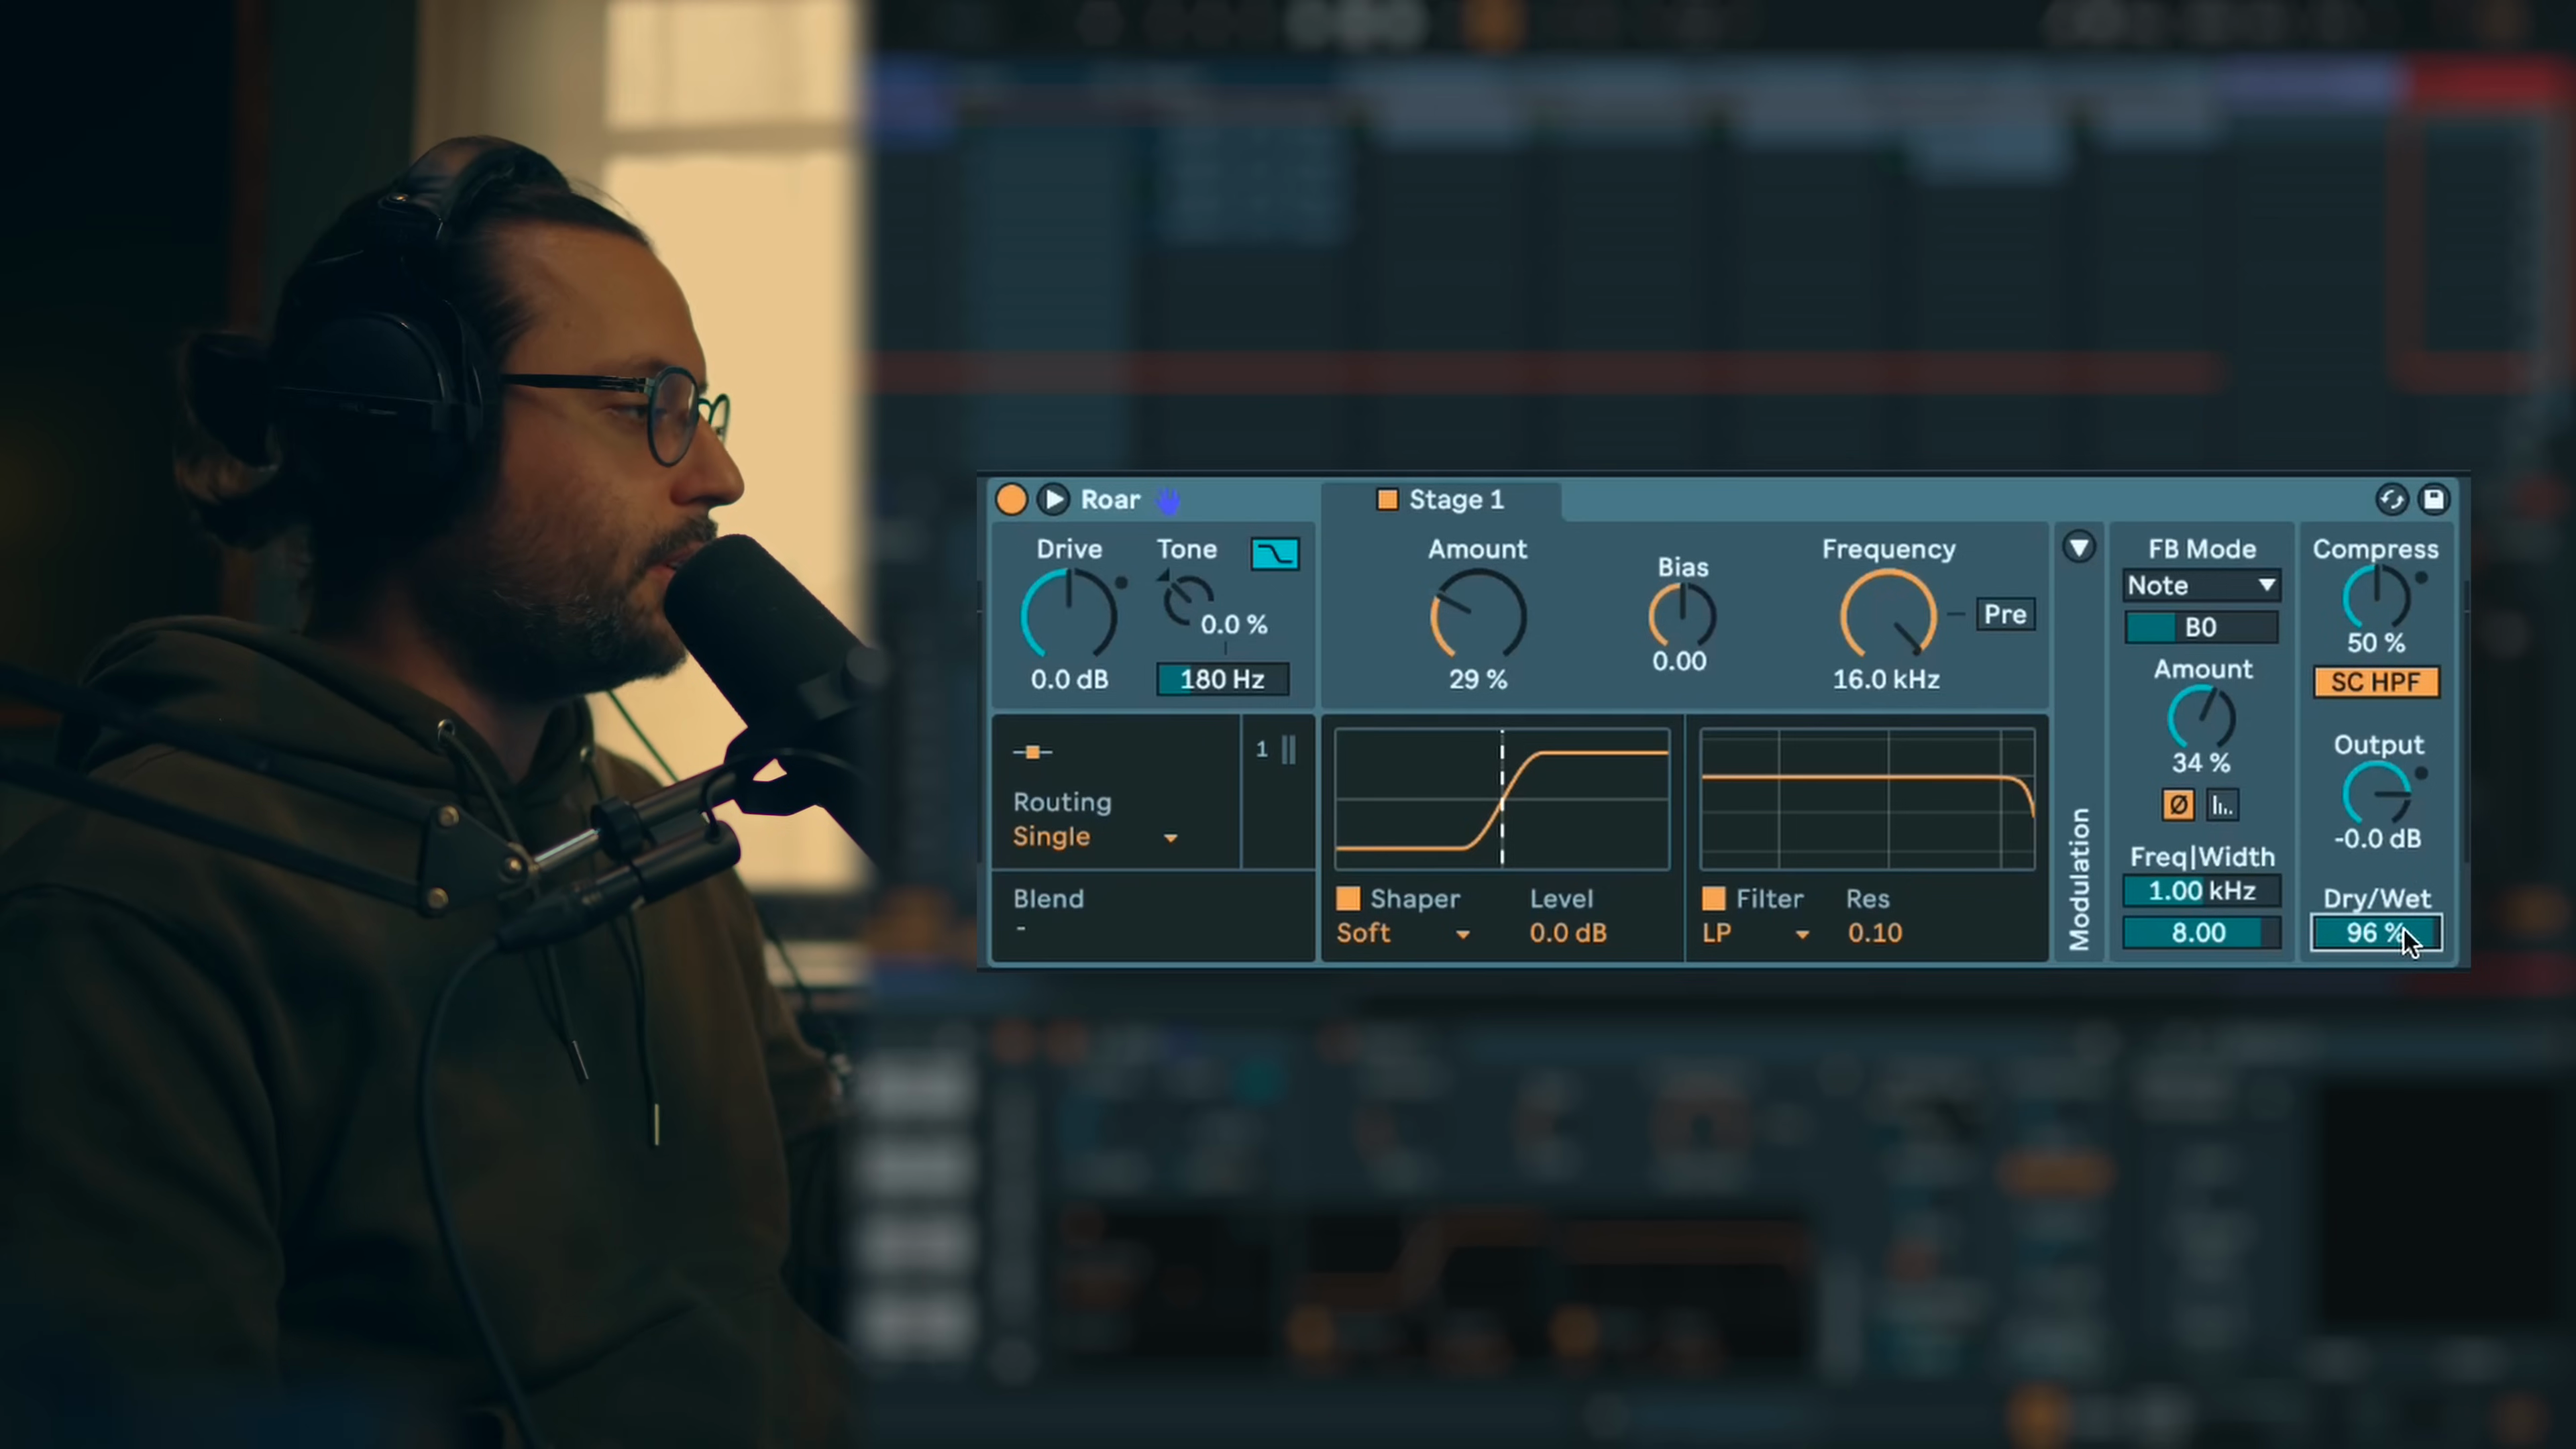 Roar
Stage 1
Drive
0.0 dB
Tone
0.0 %
180 Hz
Amount
29 %
Bias
0.00
Frequency
16.0 kHz
Pre
1
Routing
Single
Blend
-
Shaper
Soft
Level
0.0 dB
Filter
LP
Res
0.10
Modulation
FB Mode
Note
B0
Amount
34 %
Ø
Freq|Width
1.00 kHz
8.00
Compress
50 %
SC HPF
Output
-0.0 dB
Dry/Wet
96 %